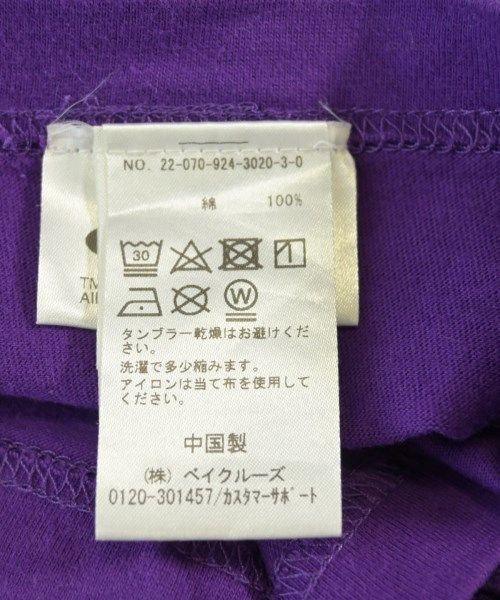 NO. 22-070-924-3020-3-0
綿 100%
30
W
TM
タンブラー乾燥はお避けくださ
い。
洗濯で多少縮みます。
アイロンは当て布を使用してく
ださい。
中国製
(株) ベイクルーズ
0120-301457/カスタマーサポート